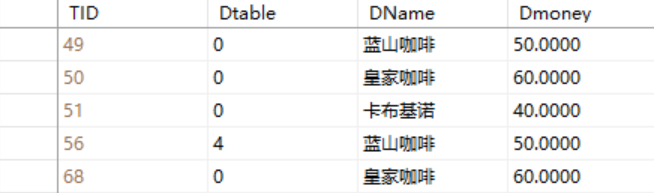 TID Dtable DName Dmoney
49 0 蓝山咖啡 50.0000
50 0 皇家咖啡 60.0000
51 0 卡布基诺 40.0000
56 4 蓝山咖啡 50.0000
68 0 皇家咖啡 60.0000